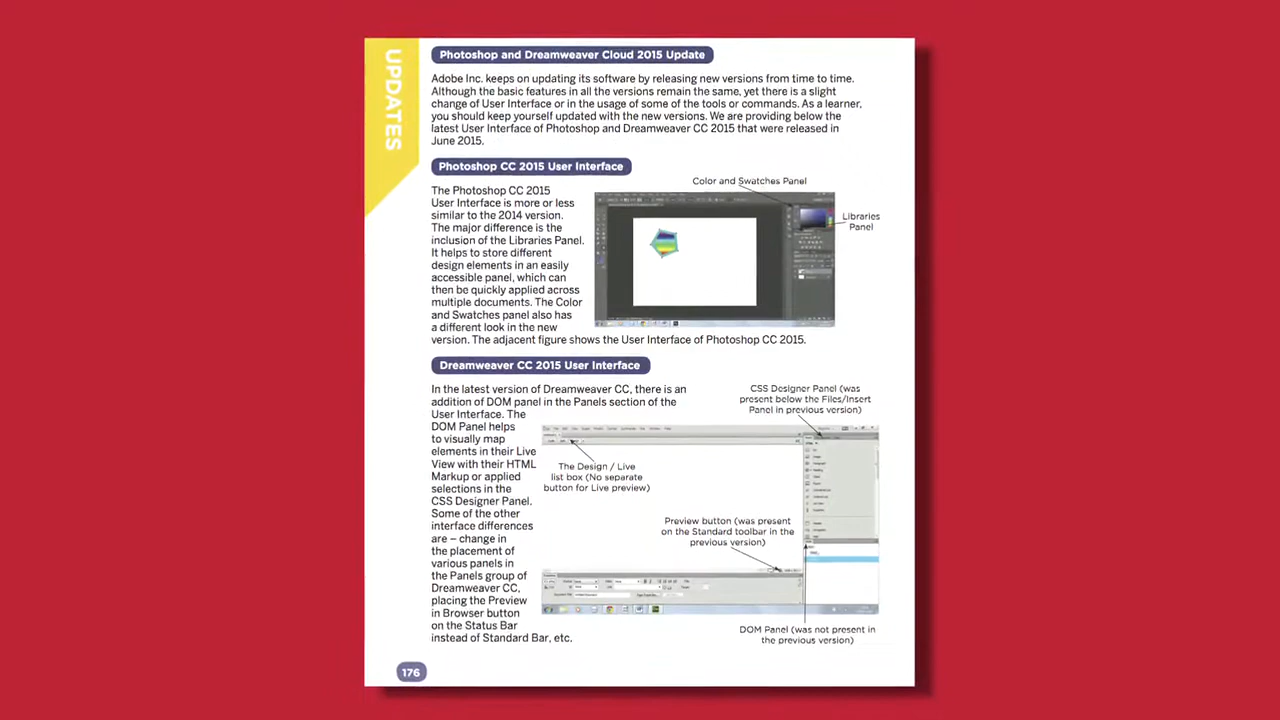 UPDATES
Photoshop and Dreamweaver Cloud 2015 Update
Adobe Inc. keeps on updating its software by releasing new versions from time to time.
Although the basic features in all the versions remain the same, yet there is a slight
change of User Interface or in the usage of some of the tools or commands. As a learner,
you should keep yourself updated with the new versions. We are providing below the
latest User Interface of Photoshop and Dreamweaver CC 2015 that were released in
June 2015.
Photoshop CC 2015 User Interface
The Photoshop CC 2015
User Interface is more or less
similar to the 2014 version.
The major difference is the
inclusion of the Libraries Panel.
It helps to store different
design elements in an easily
accessible panel, which can
then be quickly applied across
multiple documents. The Color
and Swatches panel also has
a different look in the new
version. The adjacent figure shows the User Interface of Photoshop CC 2015.
Color and Swatches Panel
Libraries
Panel
Dreamweaver CC 2015 User Interface
In the latest version of Dreamweaver CC, there is an
addition of DOM panel in the Panels section of the
User Interface. The
DOM Panel helps
to visually map
elements in their Live
View with their HTML
Markup or applied
selections in the
CSS Designer Panel.
Some of the other
interface differences
are – change in
the placement of
various panels in
the Panels group of
Dreamweaver CC,
placing the Preview
in Browser button
on the Status Bar
instead of Standard Bar, etc.
CSS Designer Panel (was
present below the Files/Insert
Panel in previous version)
The Design / Live
list box (No separate
button for Live preview)
Preview button (was present
on the Standard toolbar in the
previous version)
DOM Panel (was not present in
the previous version)
176